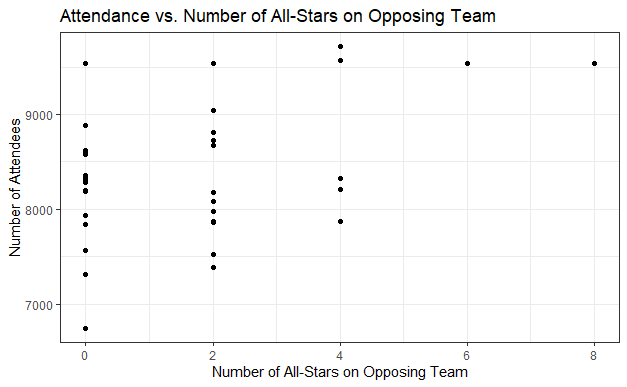 Attendance vs. Number of All-Stars on Opposing Team
Number of Attendees
9000
8000
7000
0 2 4 6 8
Number of All-Stars on Opposing Team